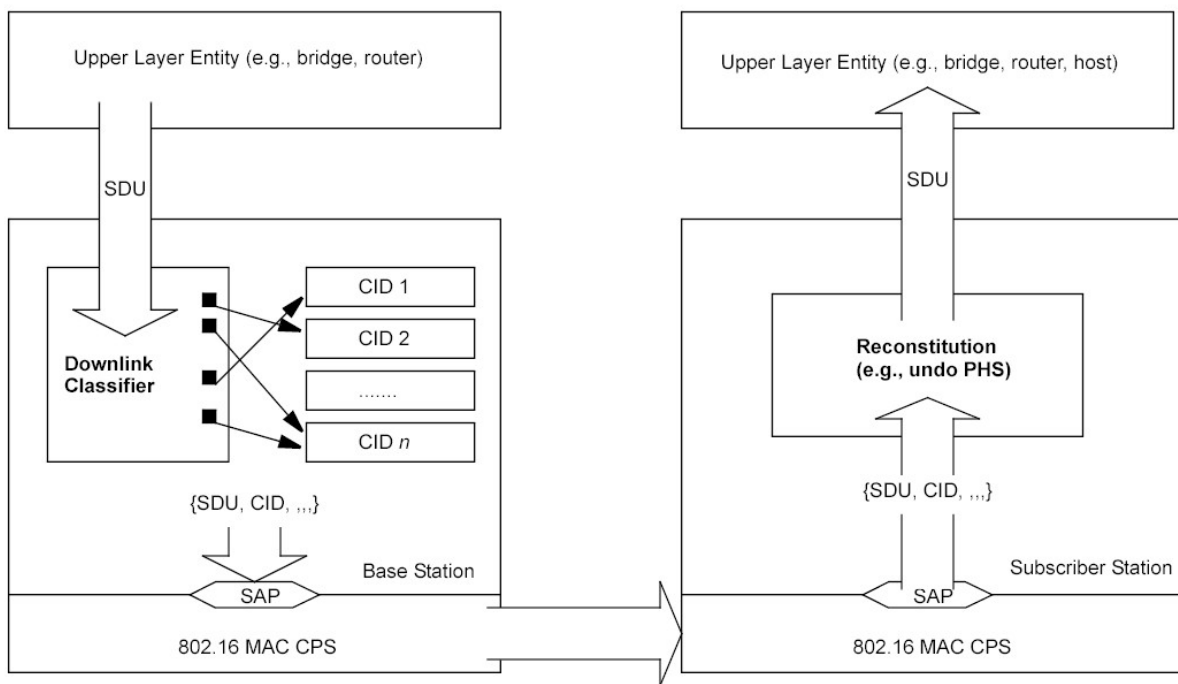 Upper Layer Entity (e.g., bridge, router)
SDU
Downlink
Classifier
CID 1
CID 2
.......
CID n
{SDU, CID, ,,,}
Base Station
SAP
802.16 MAC CPS
Upper Layer Entity (e.g., bridge, router, host)
SDU
Reconstitution
(e.g., undo PHS)
{SDU, CID, ,,,}
Subscriber Station
SAP
802.16 MAC CPS